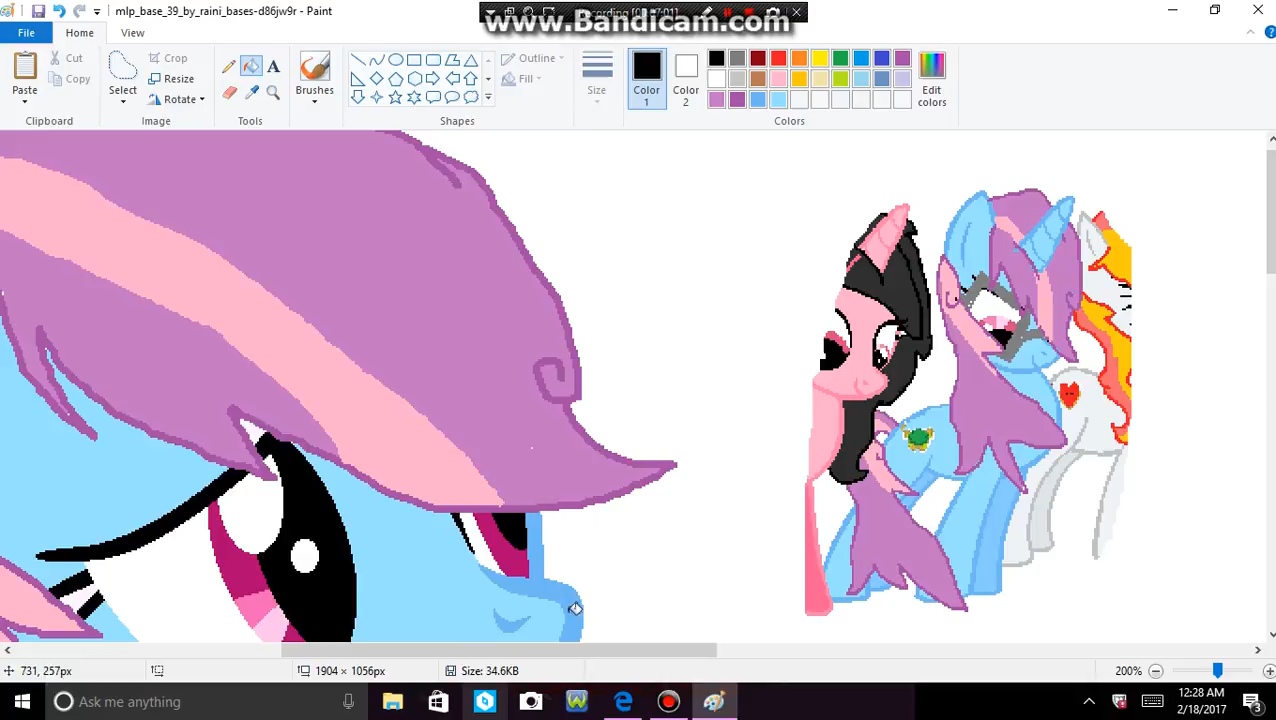 mlp_base_39_by_raini_bases-d86jw9r - Paint
www.Bandicam.com
File
Home
View
Paste
Cut
Copy
Select
Crop
Resize
Rotate
Brushes
Outline
Fill
Size
Color 1
Color 2
Edit colors
Clipboard
Image
Tools
Shapes
Colors
731, 257px
1904 × 1056px
Size: 34.6KB
200%
Ask me anything
12:28 AM
2/18/2017
3